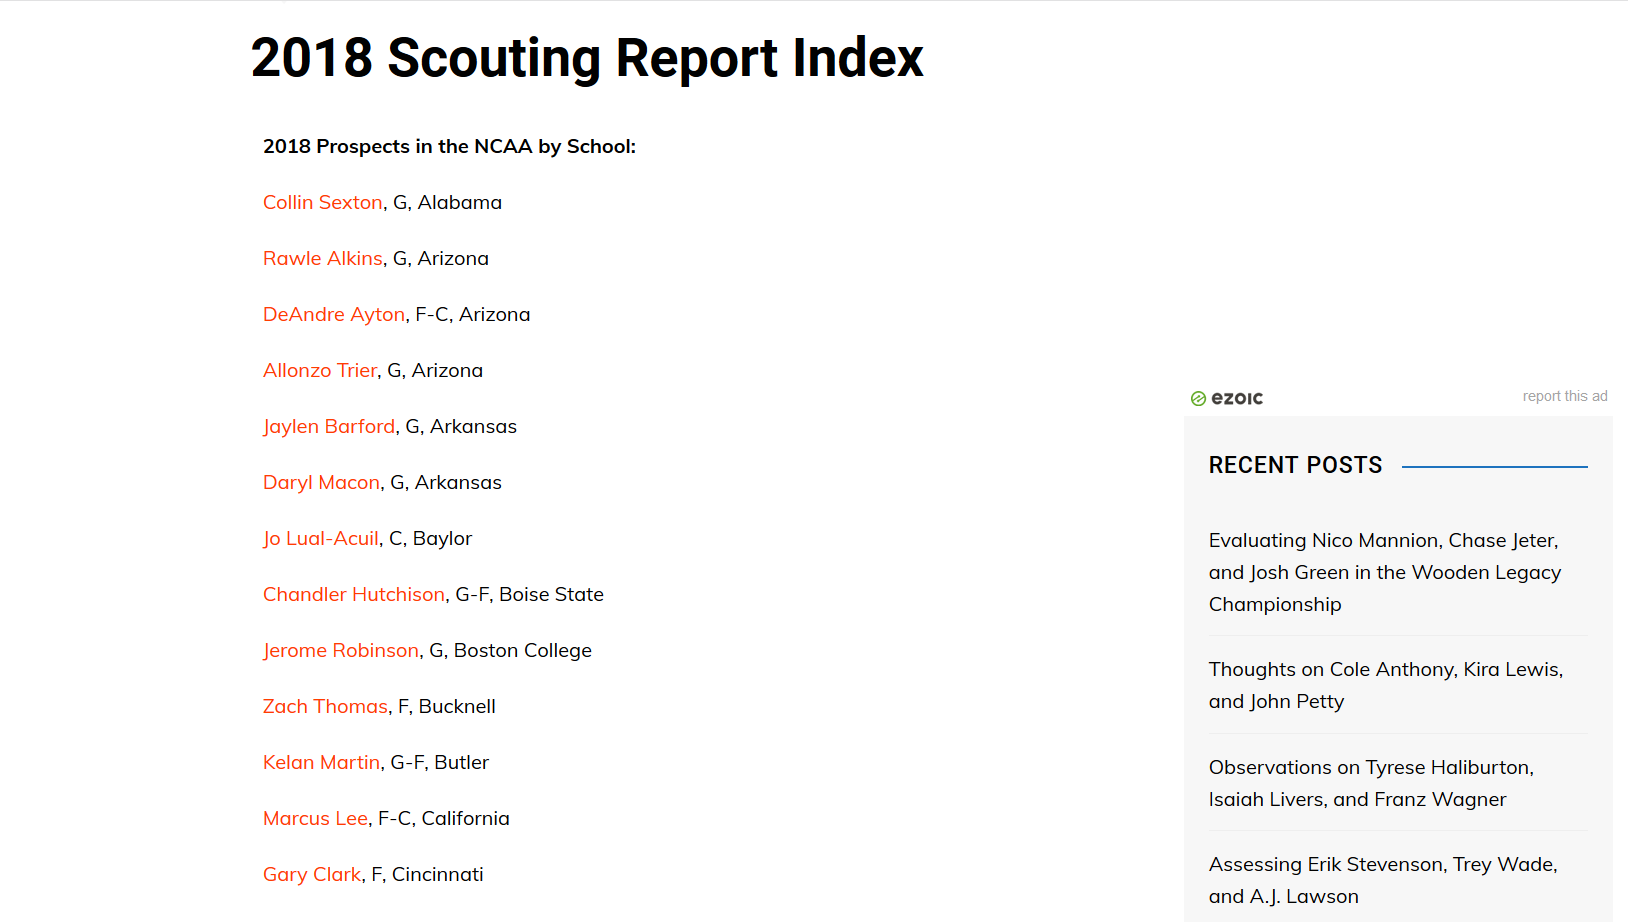 2018 Scouting Report Index
2018 Prospects in the NCAA by School:
Collin Sexton, G, Alabama
Rawle Alkins, G, Arizona
DeAndre Ayton, F-C, Arizona
Allonzo Trier, G, Arizona
Jaylen Barford, G, Arkansas
Daryl Macon, G, Arkansas
Jo Lual-Acuil, C, Baylor
Chandler Hutchison, G-F, Boise State
Jerome Robinson, G, Boston College
Zach Thomas, F, Bucknell
Kelan Martin, G-F, Butler
Marcus Lee, F-C, California
Gary Clark, F, Cincinnati
ezoic
report this ad
RECENT POSTS
Evaluating Nico Mannion, Chase Jeter,
and Josh Green in the Wooden Legacy
Championship
Thoughts on Cole Anthony, Kira Lewis,
and John Petty
Observations on Tyrese Haliburton,
Isaiah Livers, and Franz Wagner
Assessing Erik Stevenson, Trey Wade,
and A.J. Lawson